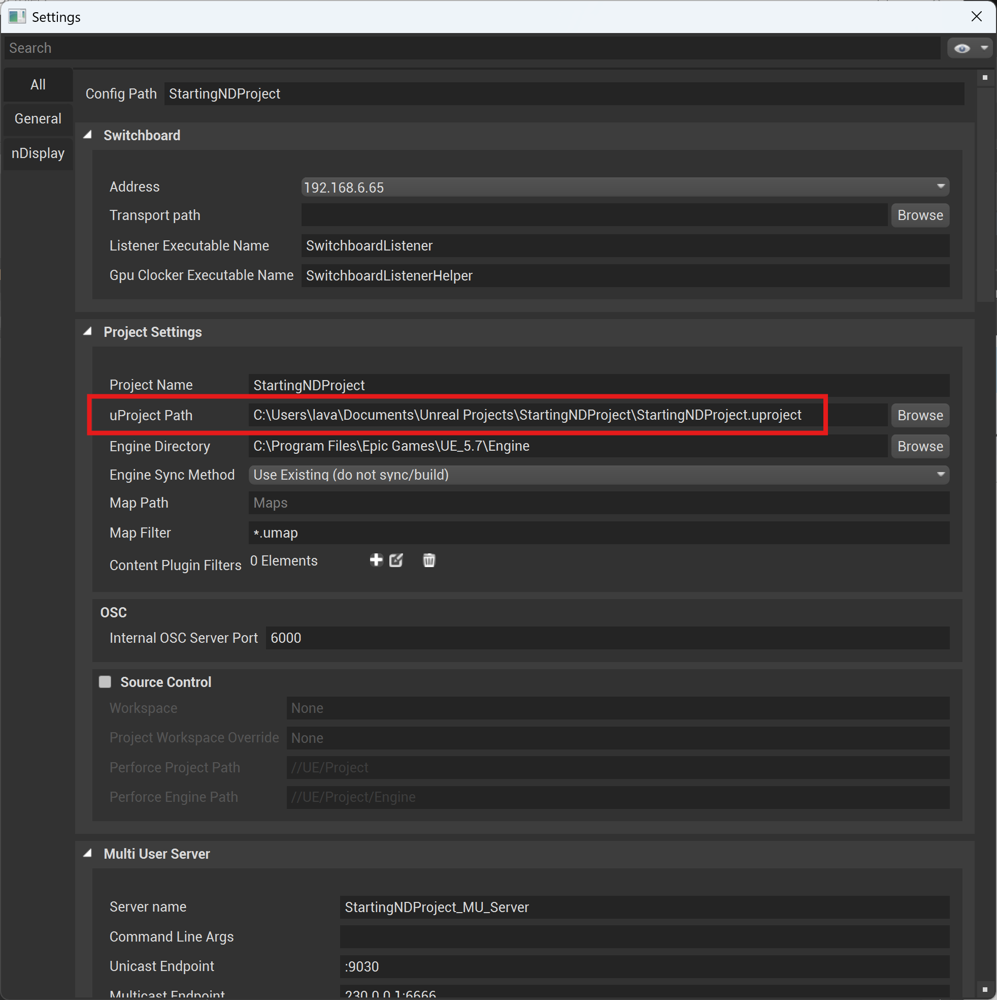 Settings
Search
All
General
nDisplay
Config Path StartingNDProject
Switchboard
Address 192.168.6.65
Transport path Browse
Listener Executable Name SwitchboardListener
Gpu Clocker Executable Name SwitchboardListenerHelper
Project Settings
Project Name StartingNDProject
uProject Path C:\Users\lava\Documents\Unreal Projects\StartingNDProject\StartingNDProject.uproject Browse
Engine Directory C:\Program Files\Epic Games\UE_5.7\Engine Browse
Engine Sync Method Use Existing (do not sync/build)
Map Path Maps
Map Filter *.umap
Content Plugin Filters 0 Elements
OSC
Internal OSC Server Port 6000
Source Control
Workspace None
Project Workspace Override None
Perforce Project Path //UE/Project
Perforce Engine Path //UE/Project/Engine
Multi User Server
Server name StartingNDProject_MU_Server
Command Line Args
Unicast Endpoint :9030
Multicast Endpoint 230.0.0.1:6666